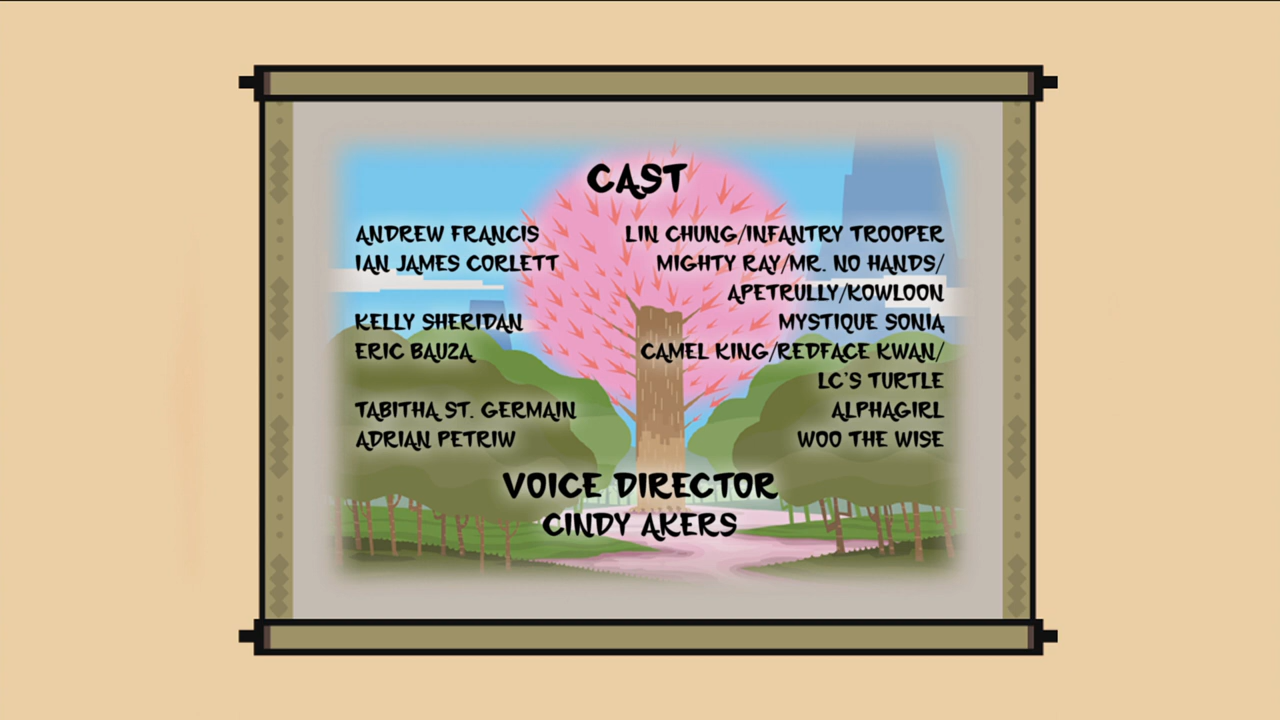 CAST
ANDREW FRANCIS LIN CHUNG/INFANTRY TROOPER
IAN JAMES CORLETT MIGHTY RAY/MR. NO HANDS/
APETRULLY/KOWLOON
KELLY SHERIDAN MYSTIQUE SONIA
ERIC BAUZA CAMEL KING/REDFACE KWAN/
LC'S TURTLE
TABITHA ST. GERMAIN ALPHAGIRL
ADRIAN PETRIW WOO THE WISE
VOICE DIRECTOR
CINDY AKERS